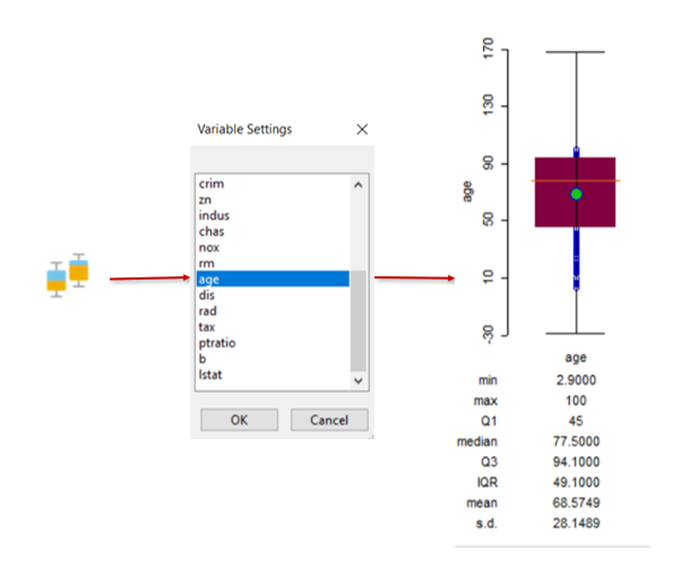 Variable Settings
crim
zn
indus
chas
nox
rm
age
dis
rad
tax
ptratio
b
lstat
OK Cancel
170
130
90
50
10
-30
age
age
min 2.9000
max 100
Q1 45
median 77.5000
Q3 94.1000
IQR 49.1000
mean 68.5749
s.d. 28.1489